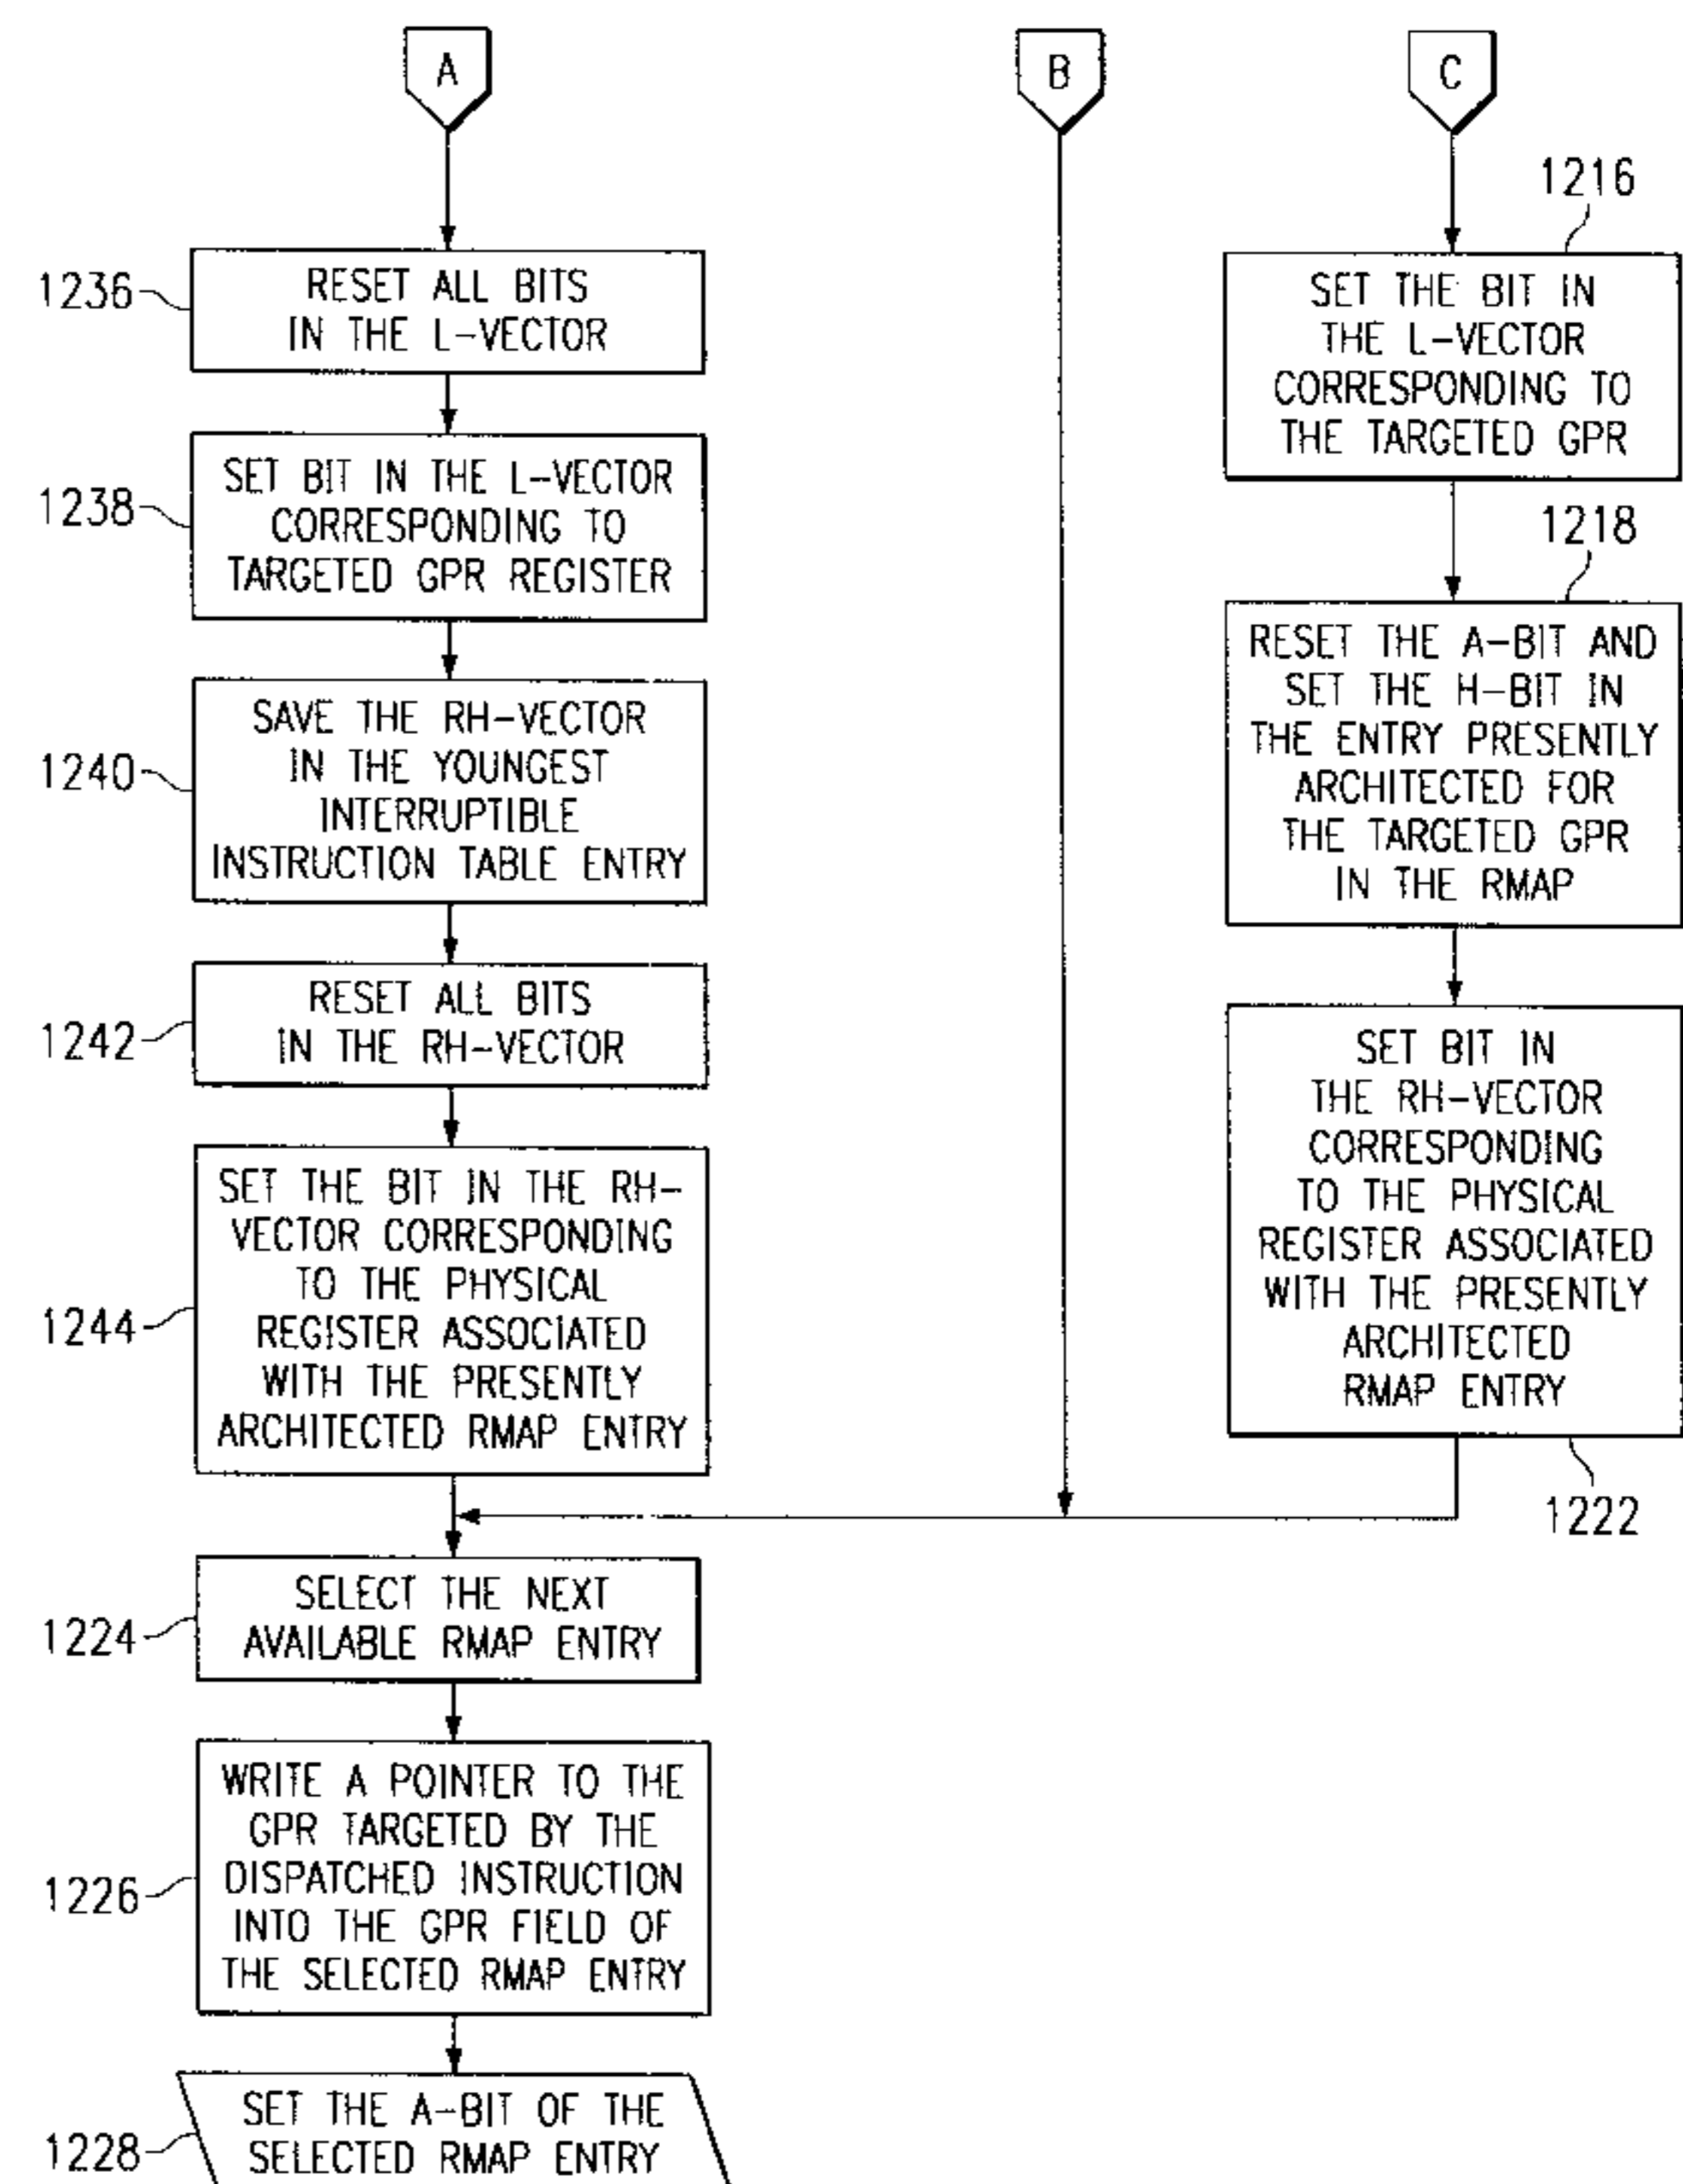 A
B
C
1236
RESET ALL BITS
IN THE L-VECTOR
1238
SET BIT IN THE L-VECTOR
CORRESPONDING TO
TARGETED GPR REGISTER
1240
SAVE THE RH-VECTOR
IN THE YOUNGEST
INTERRUPTIBLE
INSTRUCTION TABLE ENTRY
1242
RESET ALL BITS
IN THE RH-VECTOR
1244
SET THE BIT IN THE RH-
VECTOR CORRESPONDING
TO THE PHYSICAL
REGISTER ASSOCIATED
WITH THE PRESENTLY
ARCHITECTED RMAP ENTRY
1216
SET THE BIT IN
THE L-VECTOR
CORRESPONDING TO
THE TARGETED GPR
1218
RESET THE A-BIT AND
SET THE H-BIT IN
THE ENTRY PRESENTLY
ARCHITECTED FOR
THE TARGETED GPR
IN THE RMAP
SET BIT IN
THE RH-VECTOR
CORRESPONDING
TO THE PHYSICAL
REGISTER ASSOCIATED
WITH THE PRESENTLY
ARCHITECTED
RMAP ENTRY
1222
1224
SELECT THE NEXT
AVAILABLE RMAP ENTRY
1226
WRITE A POINTER TO THE
GPR TARGETED BY THE
DISPATCHED INSTRUCTION
INTO THE GPR FIELD OF
THE SELECTED RMAP ENTRY
1228
SET THE A-BIT OF THE
SELECTED RMAP ENTRY